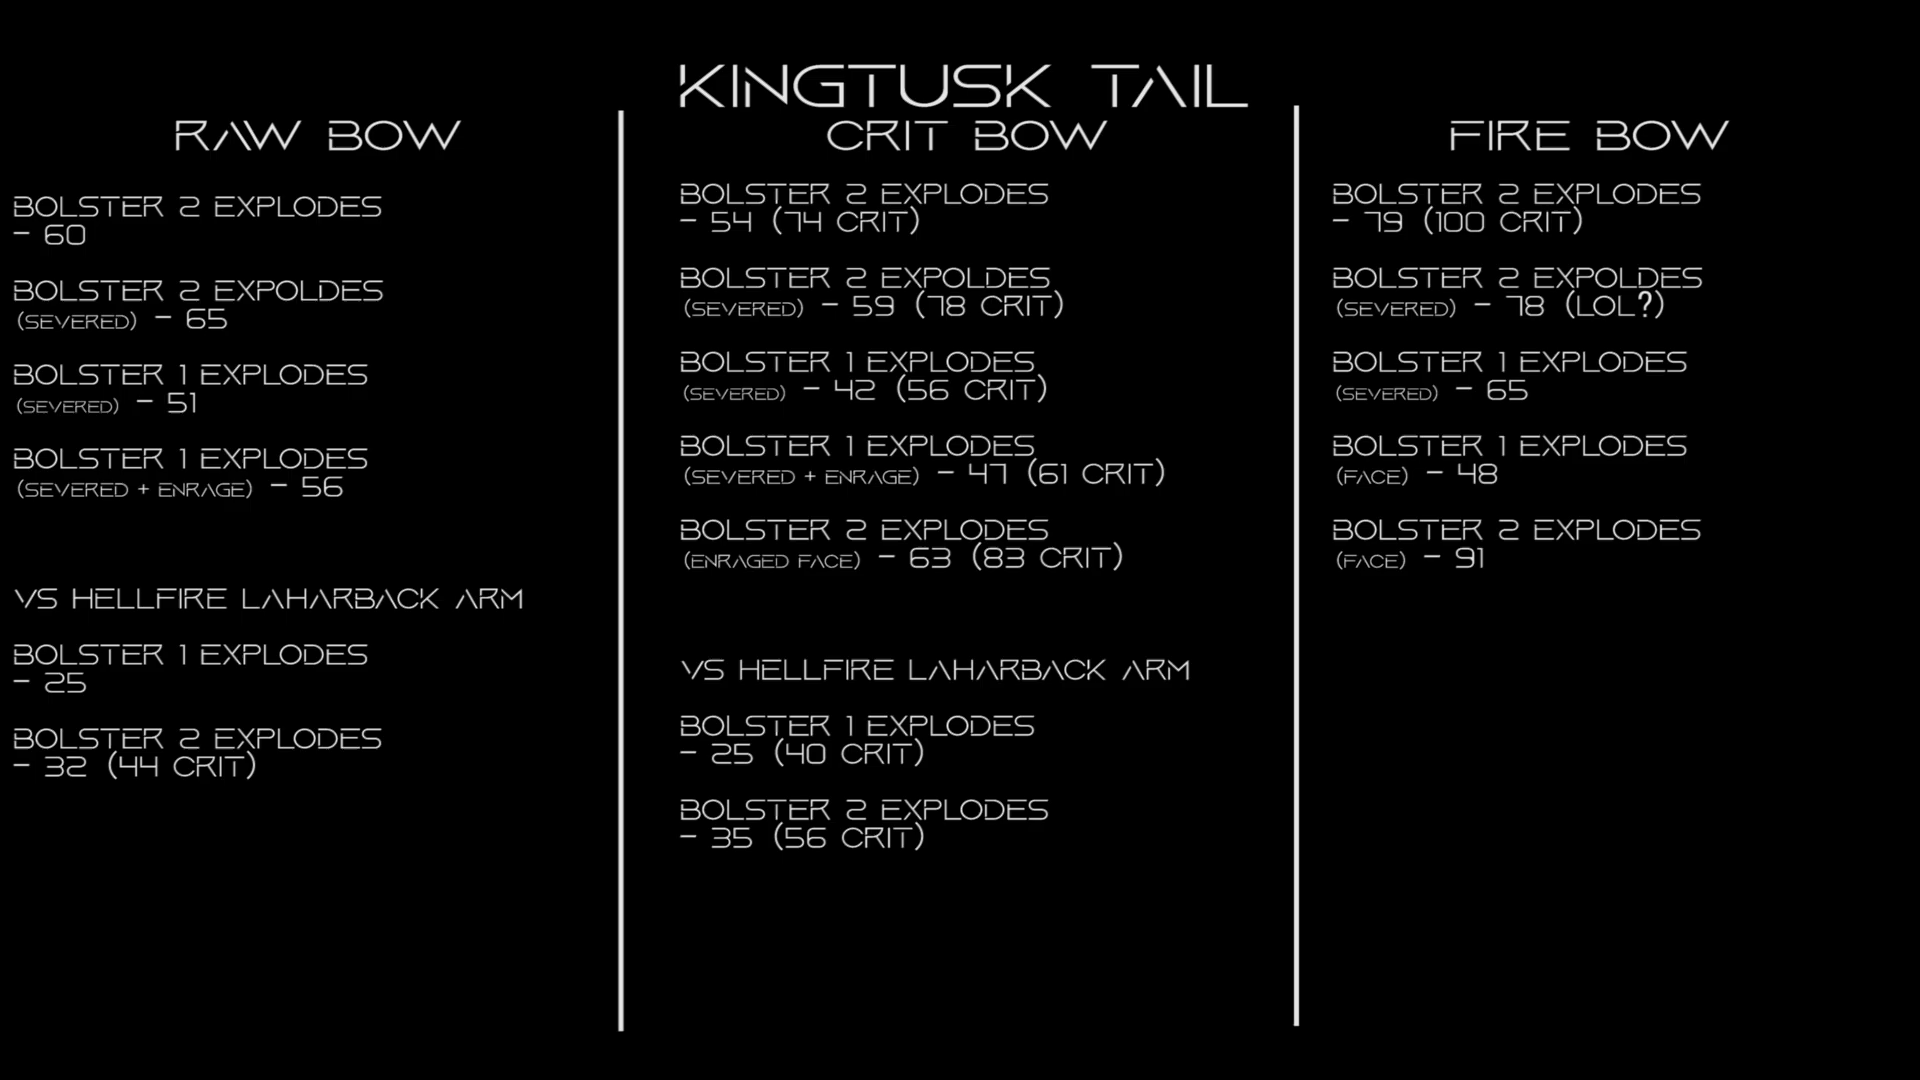 KINGTUSK TAIL
RAW BOW
BOLSTER 2 EXPLODES
- 60
BOLSTER 2 EXPOLDES
(SEVERED) - 65
BOLSTER 1 EXPLODES
(SEVERED) - 51
BOLSTER 1 EXPLODES
(SEVERED + ENRAGE) - 56
VS HELLFIRE LAHARBACK ARM
BOLSTER 1 EXPLODES
- 25
BOLSTER 2 EXPLODES
- 32 (44 CRIT)
CRIT BOW
BOLSTER 2 EXPLODES
- 54 (74 CRIT)
BOLSTER 2 EXPOLDES
(SEVERED) - 59 (78 CRIT)
BOLSTER 1 EXPLODES
(SEVERED) - 42 (56 CRIT)
BOLSTER 1 EXPLODES
(SEVERED + ENRAGE) - 47 (61 CRIT)
BOLSTER 2 EXPLODES
(ENRAGED FACE) - 63 (83 CRIT)
VS HELLFIRE LAHARBACK ARM
BOLSTER 1 EXPLODES
- 25 (40 CRIT)
BOLSTER 2 EXPLODES
- 35 (56 CRIT)
FIRE BOW
BOLSTER 2 EXPLODES
- 79 (100 CRIT)
BOLSTER 2 EXPOLDES
(SEVERED) - 78 (LOL?)
BOLSTER 1 EXPLODES
(SEVERED) - 65
BOLSTER 1 EXPLODES
(FACE) - 48
BOLSTER 2 EXPLODES
(FACE) - 91